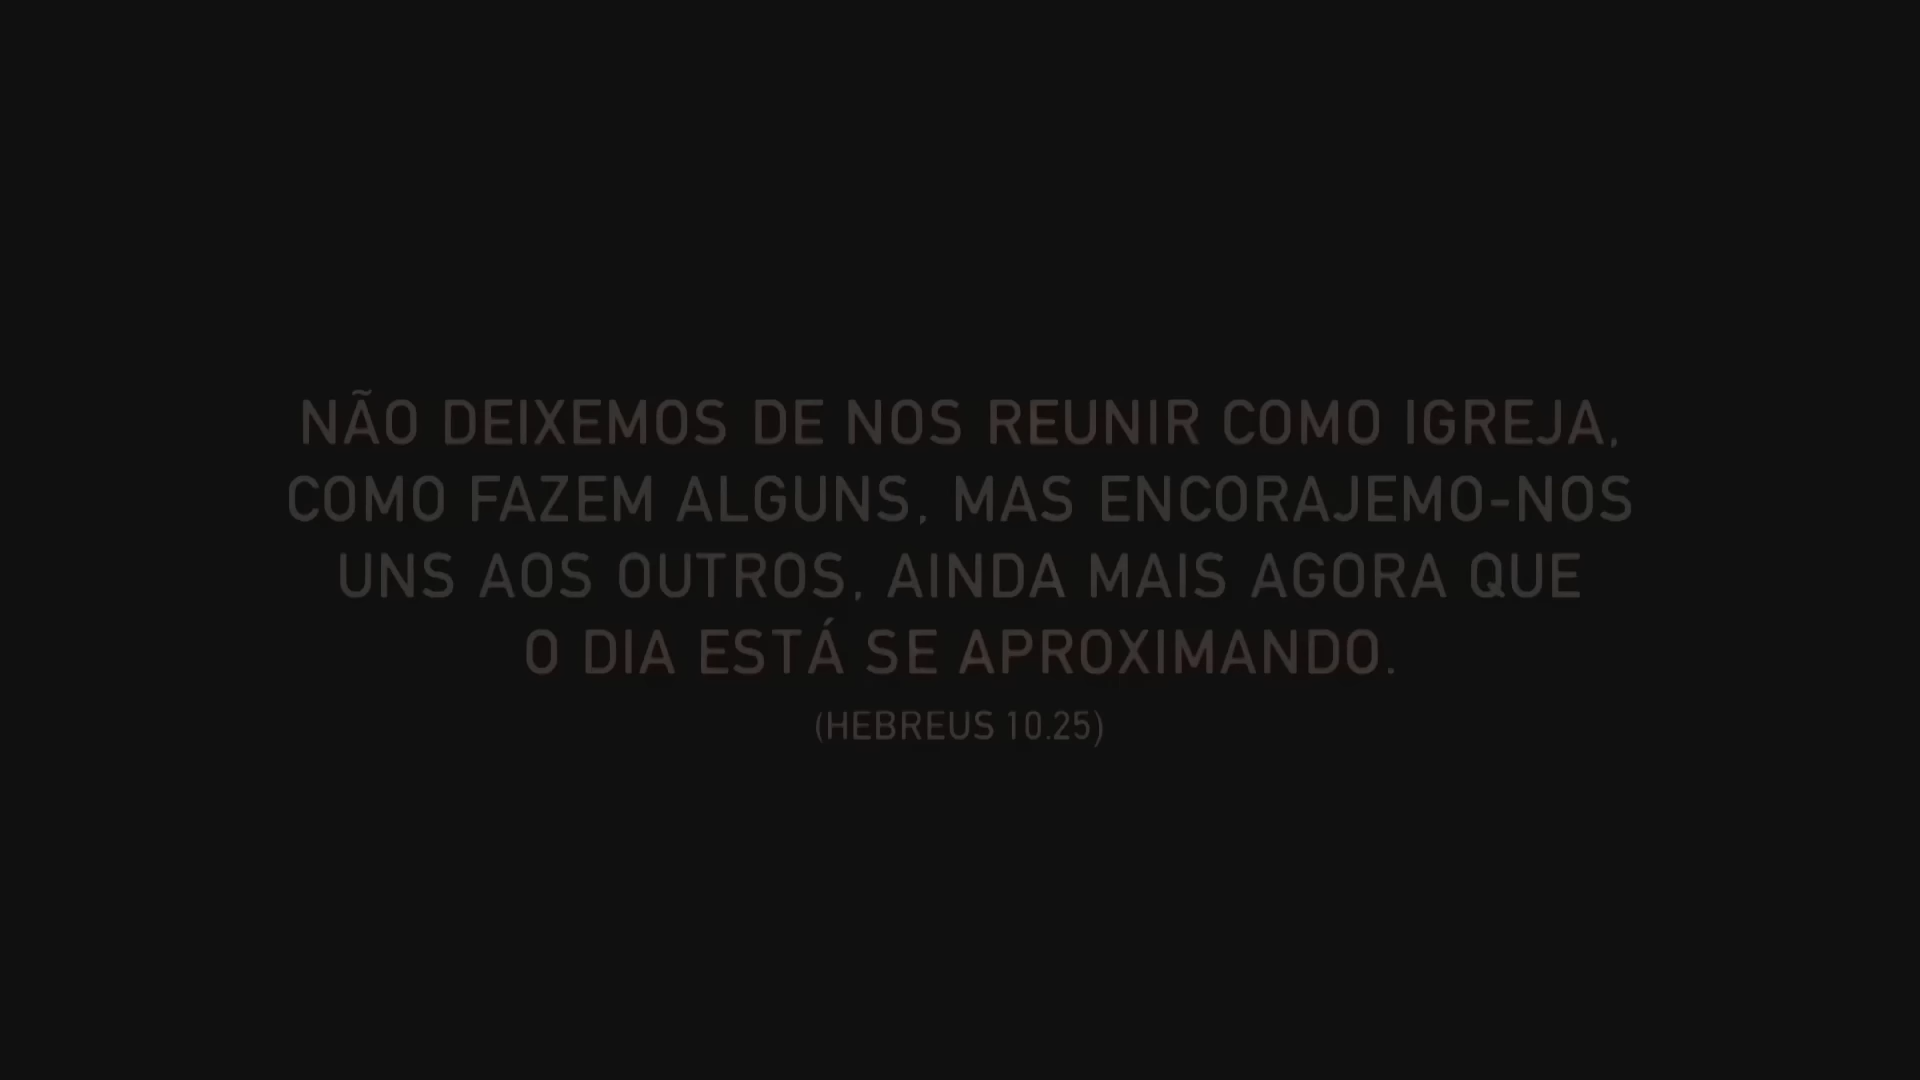 NÃO DEIXEMOS DE NOS REUNIR COMO IGREJA,
COMO FAZEM ALGUNS, MAS ENCORAJEMO-NOS
UNS AOS OUTROS, AINDA MAIS AGORA QUE
O DIA ESTÁ SE APROXIMANDO.
(HEBREUS 10.25)